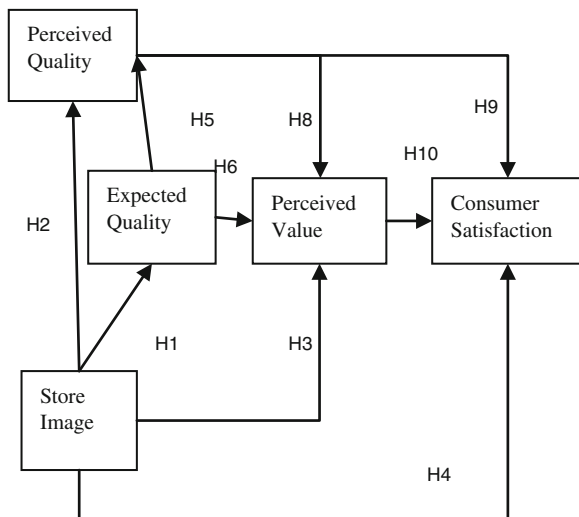 Perceived
Quality
H5
H8
H9
H10
H6
Expected
Quality
Perceived
Value
Consumer
Satisfaction
H2
H1
H3
Store
Image
H4